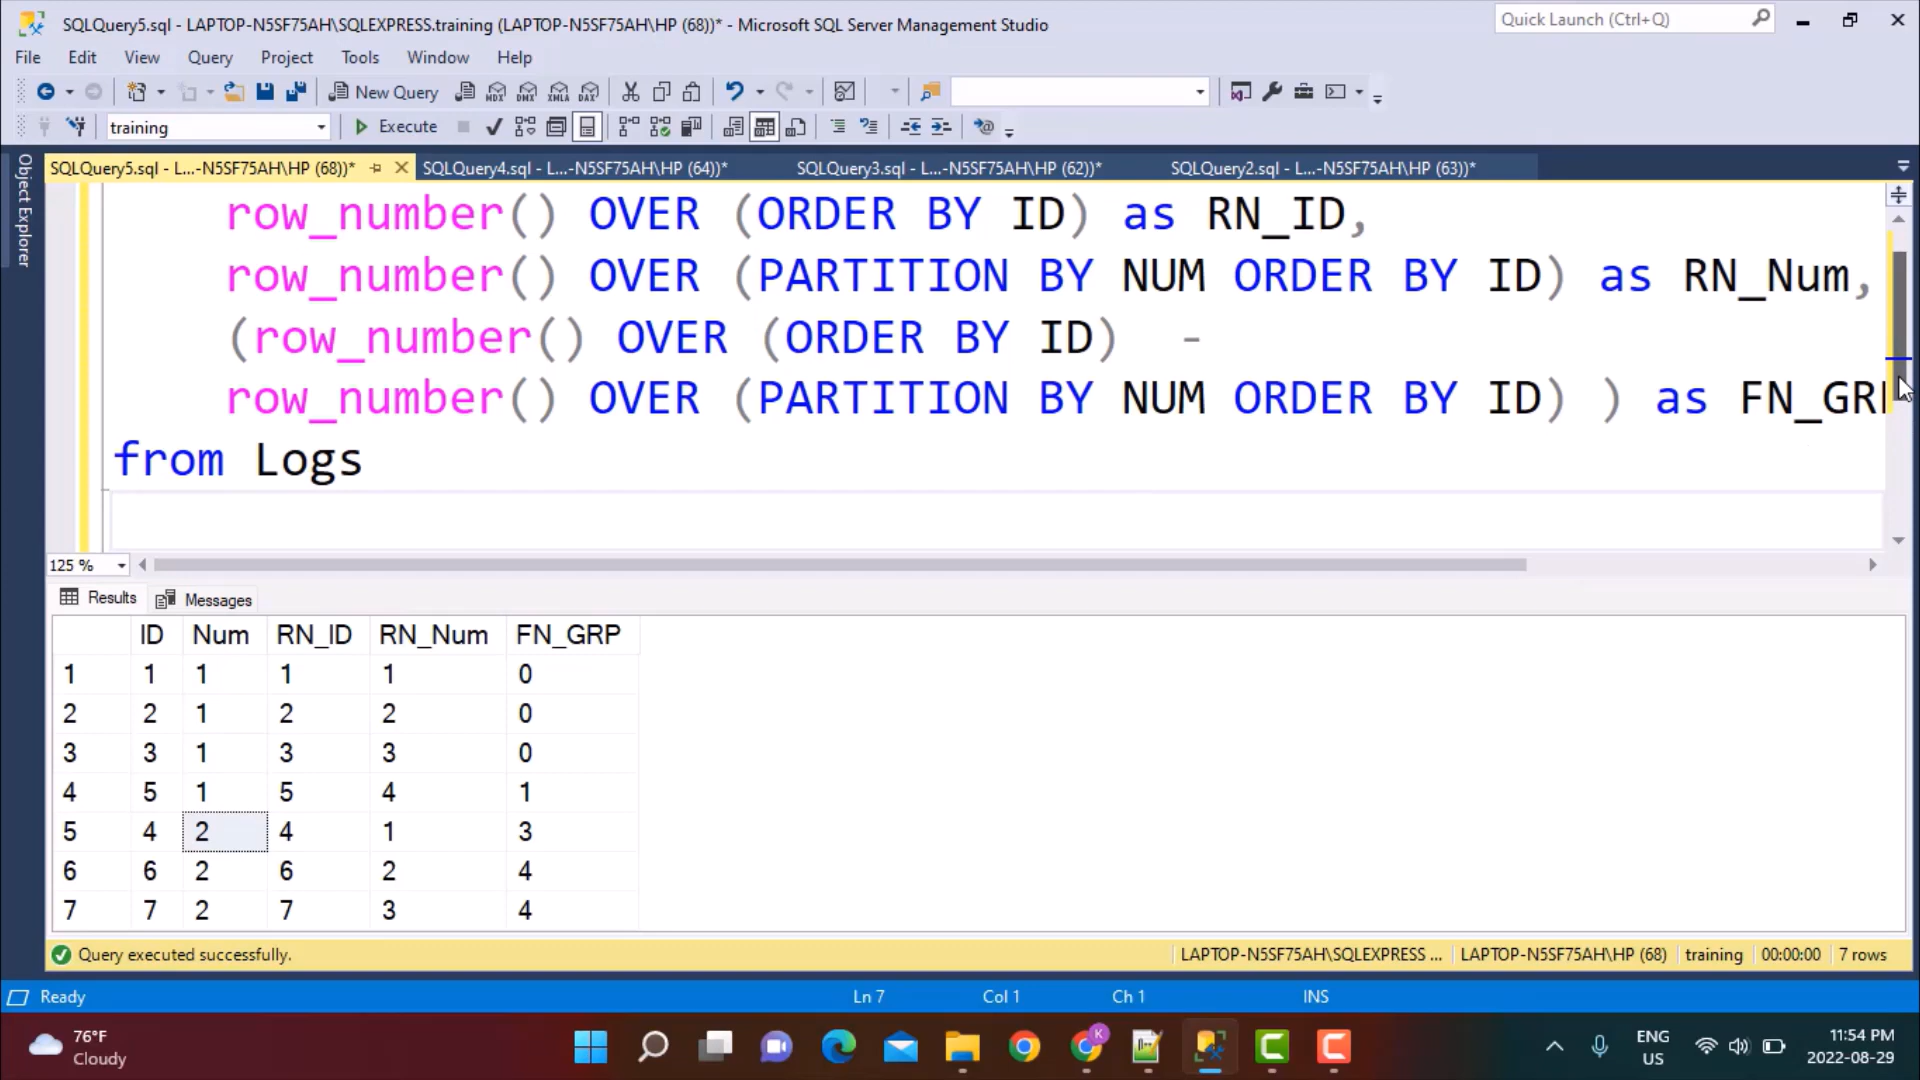 SQLQuery5.sql - LAPTOP-N5SF75AH\SQLEXPRESS.training (LAPTOP-N5SF75AH\HP (68))* - Microsoft SQL Server Management Studio
Quick Launch (Ctrl+Q)
File Edit View Query Project Tools Window Help
New Query MDX DMX XMLA DAX
training Execute
Object Explorer
SQLQuery5.sql - L...-N5SF75AH\HP (68))* SQLQuery4.sql - L...-N5SF75AH\HP (64))* SQLQuery3.sql - L...-N5SF75AH\HP (62))* SQLQuery2.sql - L...-N5SF75AH\HP (63))*
row_number() OVER (ORDER BY ID) as RN_ID,
row_number() OVER (PARTITION BY NUM ORDER BY ID) as RN_Num,
(row_number() OVER (ORDER BY ID) -
row_number() OVER (PARTITION BY NUM ORDER BY ID) ) as FN_GR
from Logs
125 %
Results Messages
ID Num RN_ID RN_Num FN_GRP
1 1 1 1 1 0
2 2 1 2 2 0
3 3 1 3 3 0
4 5 1 5 4 1
5 4 2 4 1 3
6 6 2 6 2 4
7 7 2 7 3 4
Query executed successfully. LAPTOP-N5SF75AH\SQLEXPRESS ... LAPTOP-N5SF75AH\HP (68) training 00:00:00 7 rows
Ready Ln 7 Col 1 Ch 1 INS
76°F
Cloudy
K
ENG
US
11:54 PM
2022-08-29